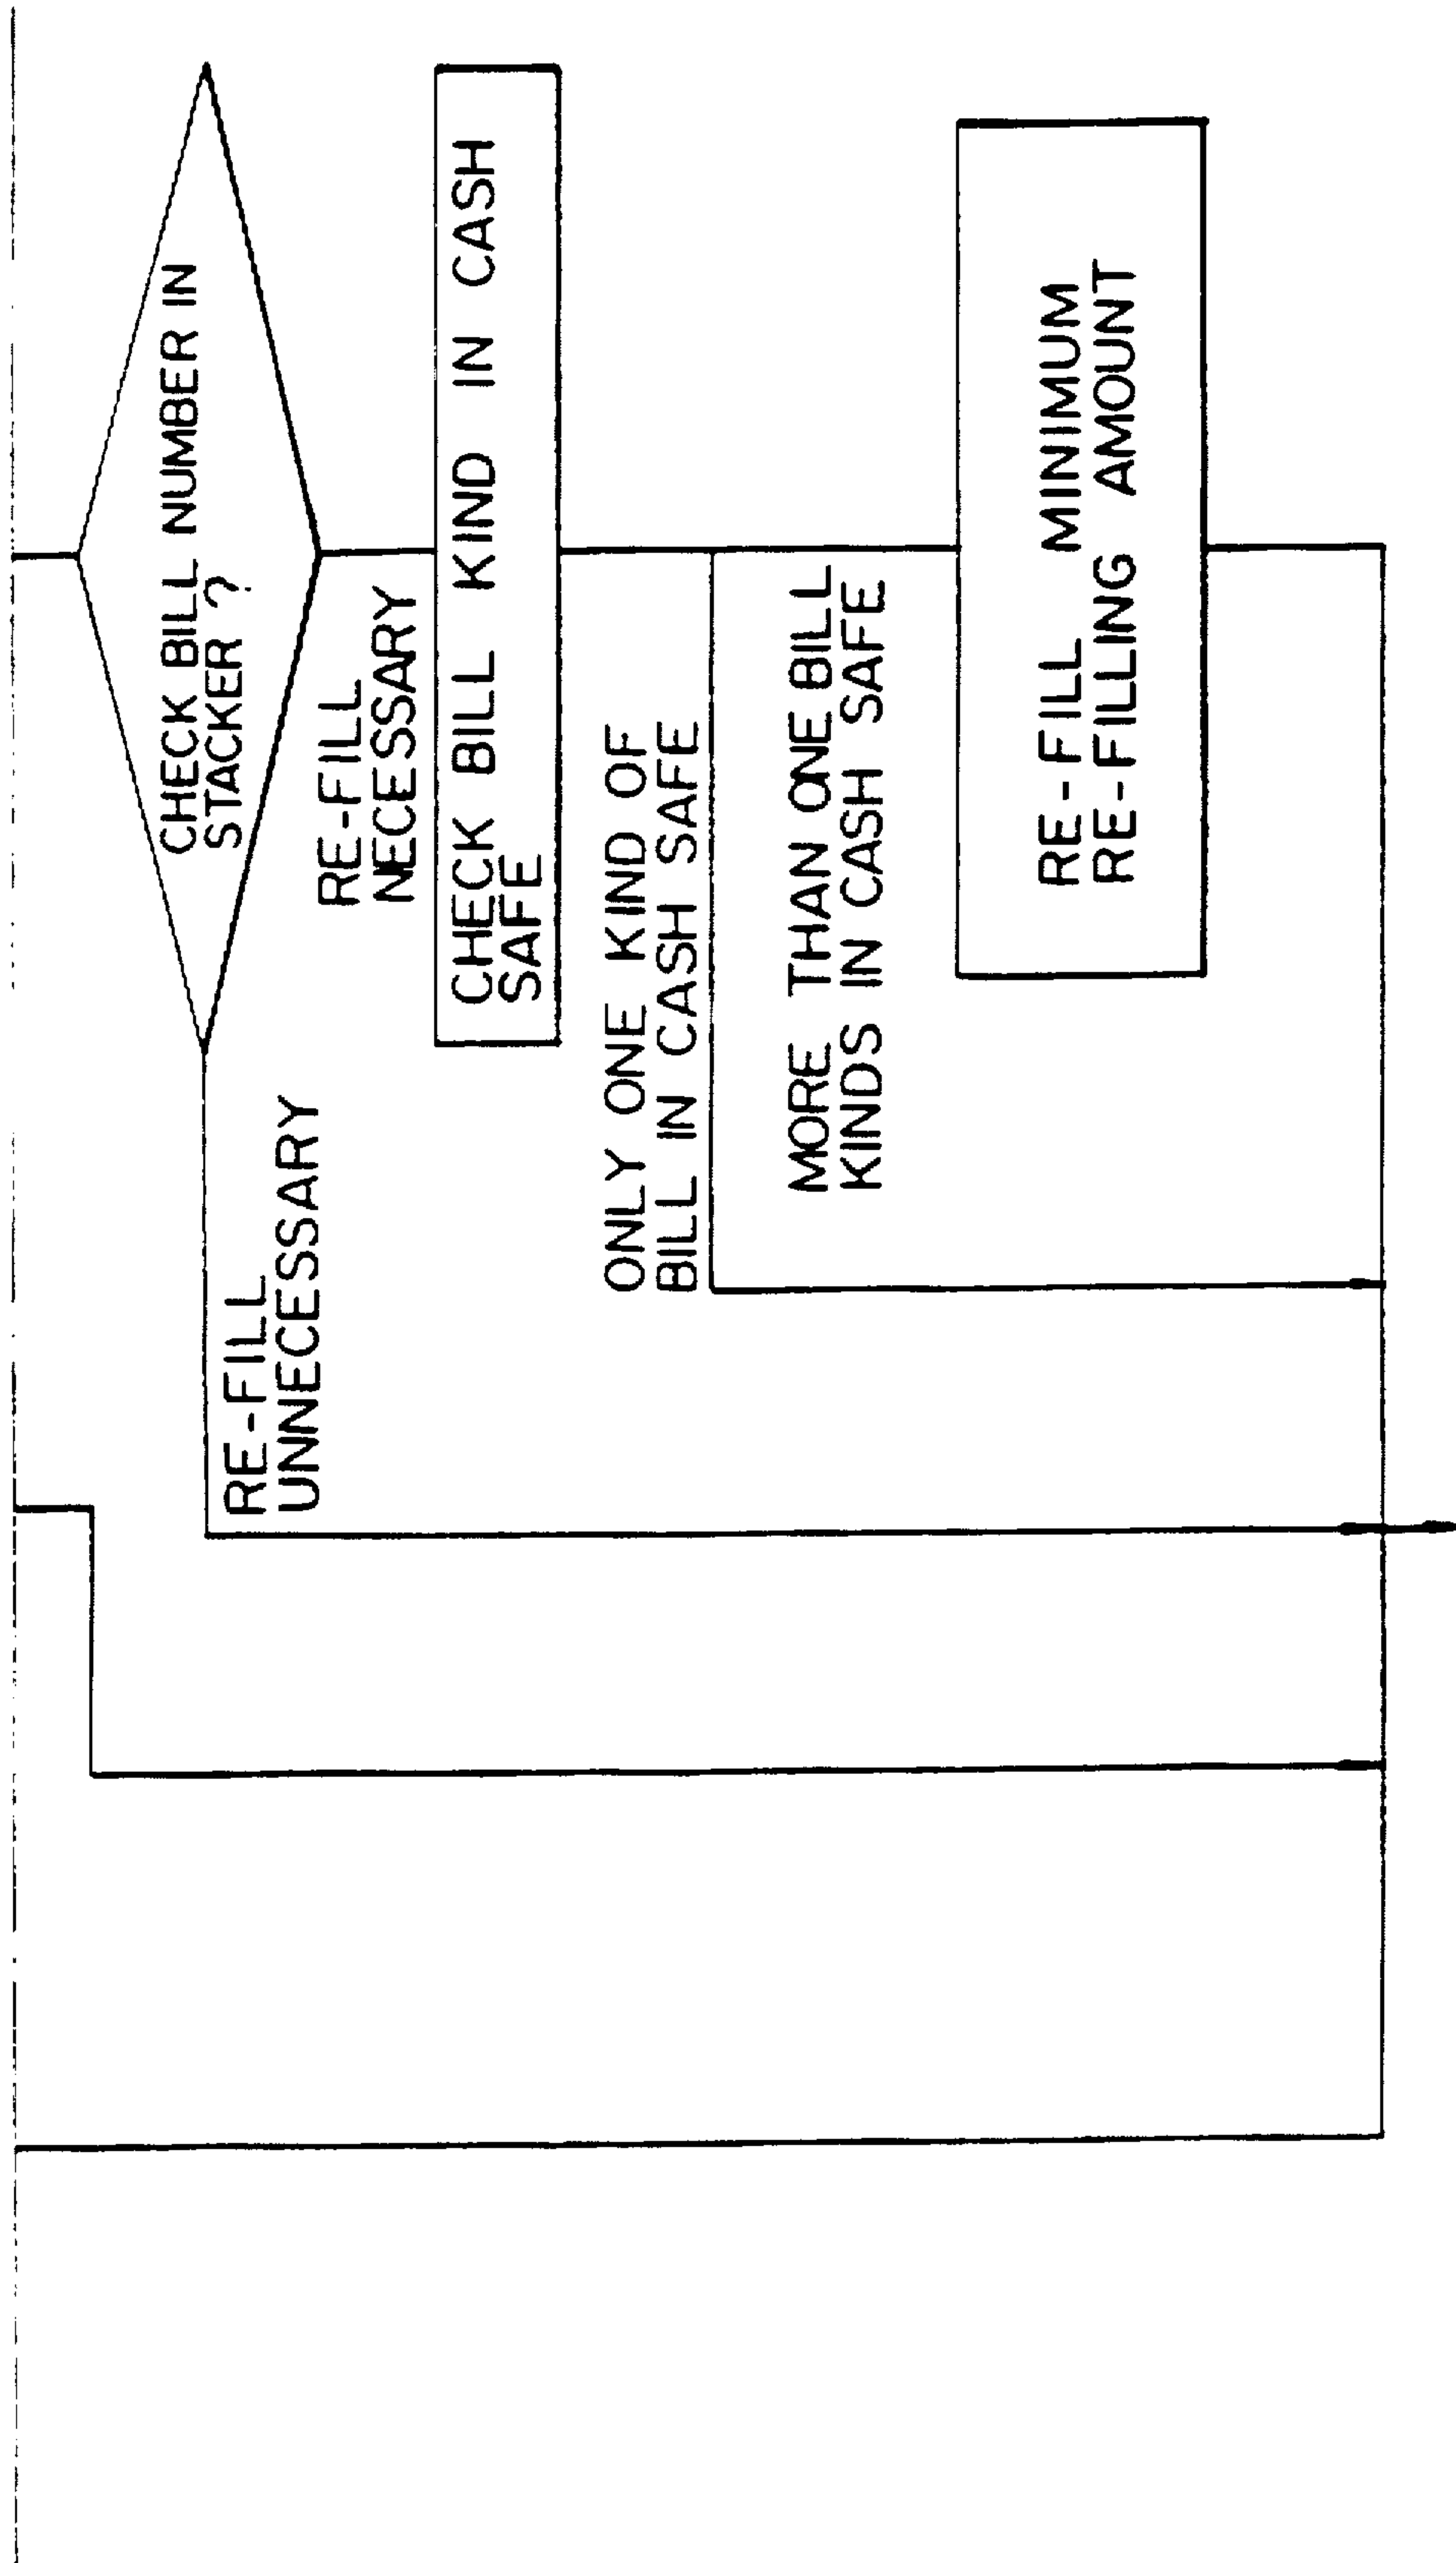 CHECK BILL NUMBER IN
STACKER ?
RE-FILL
UNNECESSARY
RE-FILL
NECESSARY
CHECK BILL KIND IN CASH
SAFE
ONLY ONE KIND OF
BILL IN CASH SAFE
MORE THAN ONE BILL
KINDS IN CASH SAFE
RE-FILL MINIMUM
RE-FILLING AMOUNT